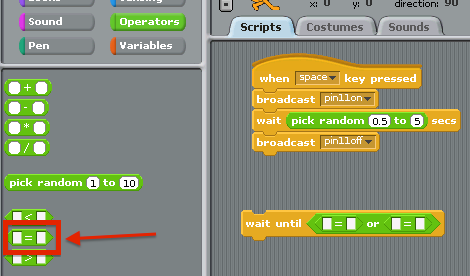 Sound Operators
Pen Variables
+
-
*
/
pick random 1 to 10
<
=
>
x: 0 y: 0 direction: 90
Scripts Costumes Sounds
when space key pressed
broadcast pin11on
wait pick random 0.5 to 5 secs
broadcast pin11off
wait until = or =